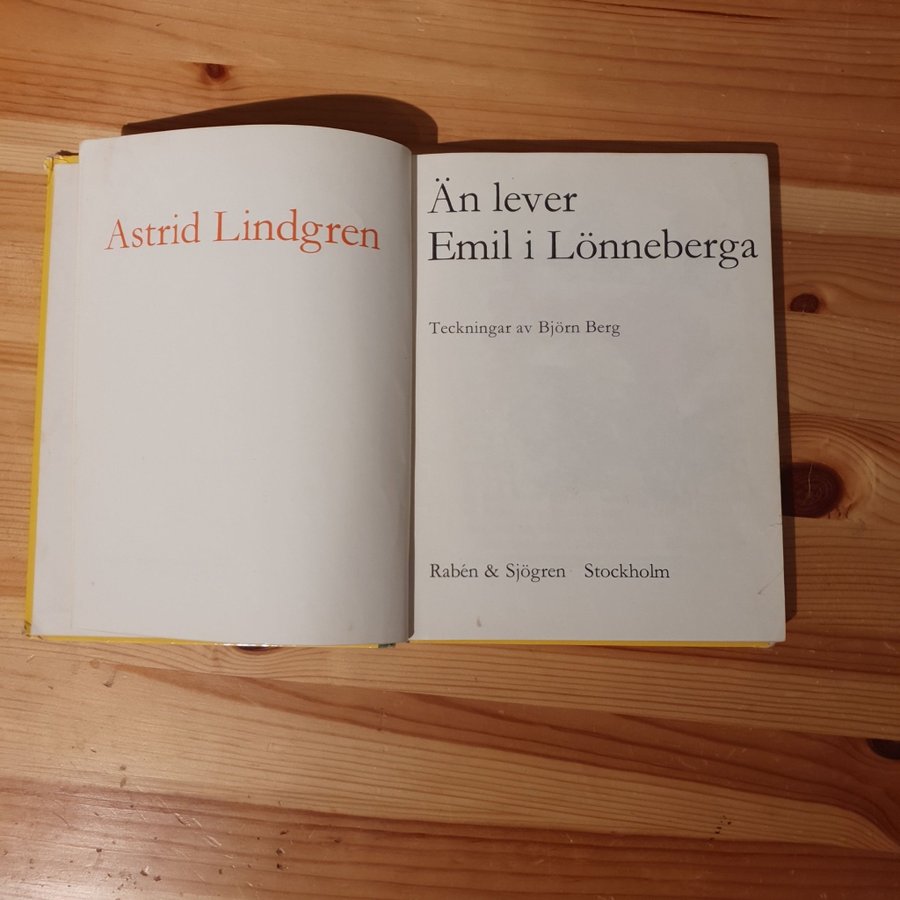 Astrid Lindgren
Än lever
Emil i Lönneberga
Teckningar av Björn Berg
Rabén & Sjögren Stockholm